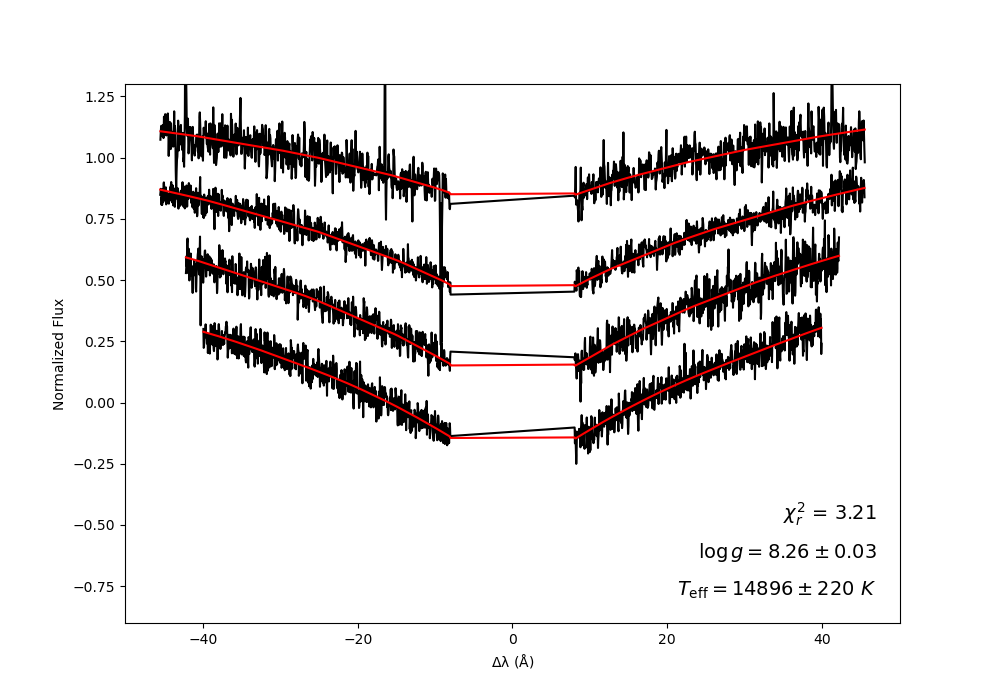 1.25
1.00
0.75
0.50
0.25
0.00
−0.25
−0.50
−0.75
Normalized Flux
χ²ᵣ = 3.21
log g = 8.26 ± 0.03
T_eff = 14896 ± 220 K
−40 −20 0 20 40
Δλ (Å)